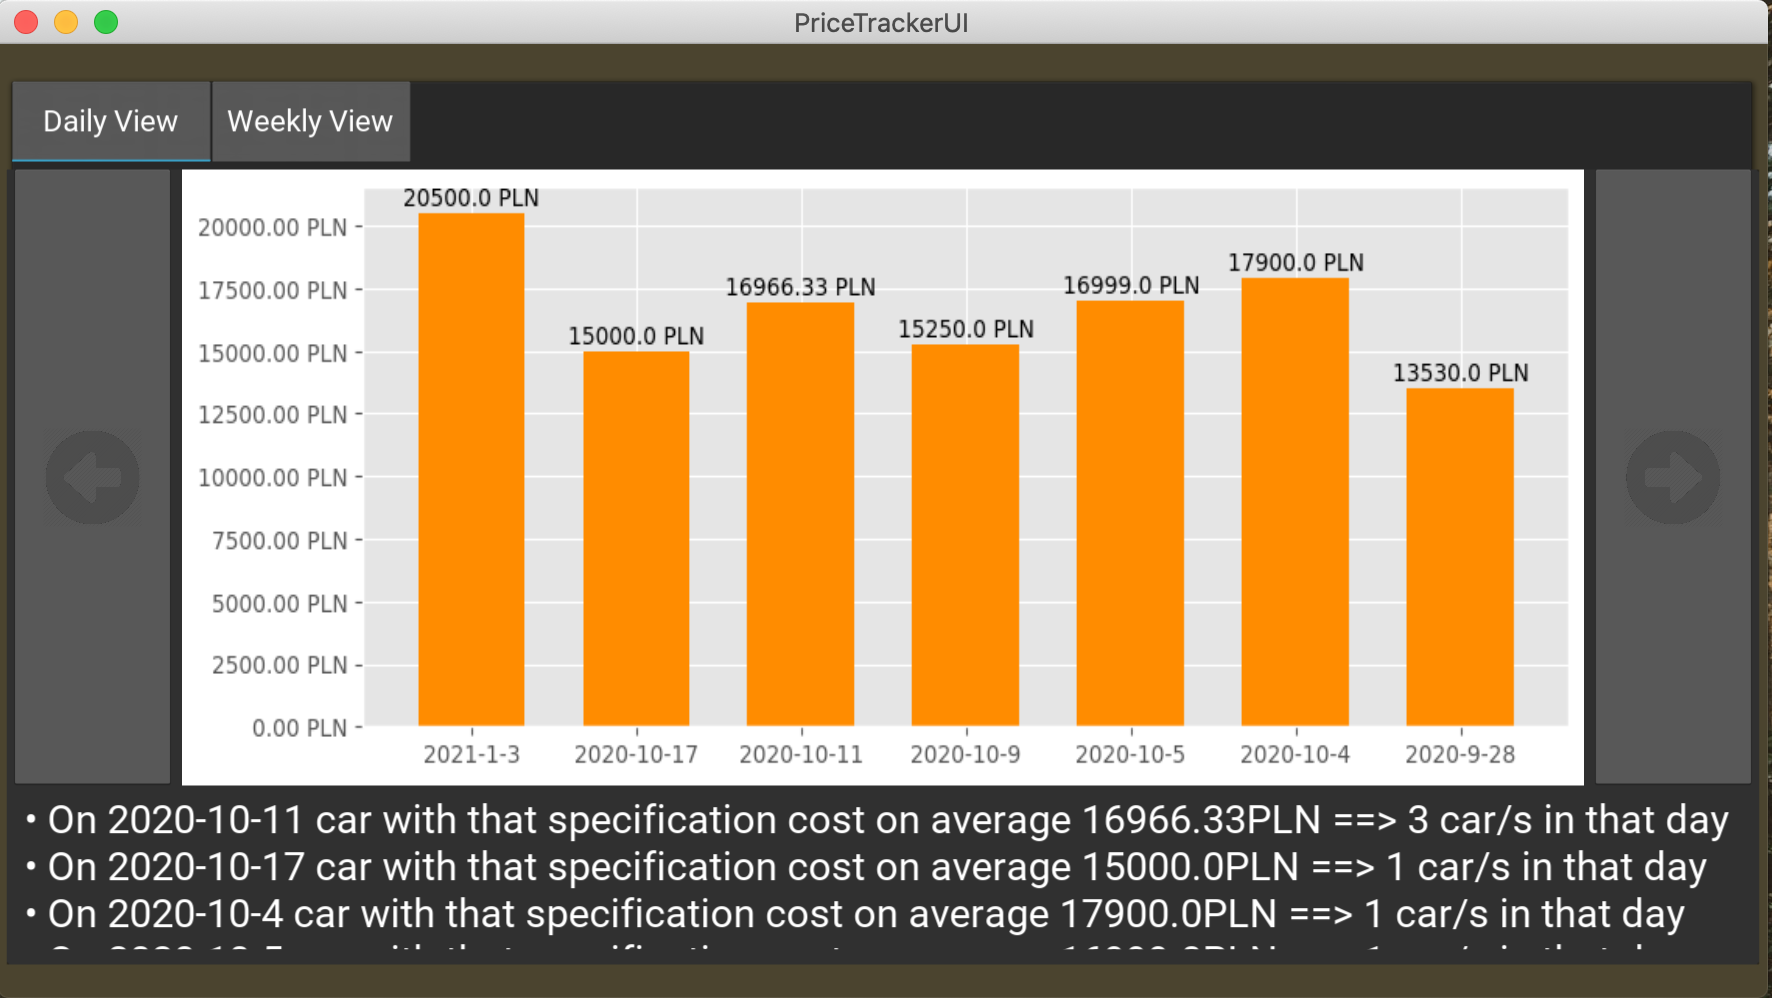 PriceTrackerUI
Daily View Weekly View
20500.0 PLN
20000.00 PLN
17900.0 PLN
16966.33 PLN
16999.0 PLN
17500.00 PLN
15250.0 PLN
15000.0 PLN
15000.00 PLN
13530.0 PLN
12500.00 PLN
10000.00 PLN
7500.00 PLN
5000.00 PLN
2500.00 PLN
0.00 PLN
2021-1-3 2020-10-17 2020-10-11 2020-10-9 2020-10-5 2020-10-4 2020-9-28
• On 2020-10-11 car with that specification cost on average 16966.33PLN ==> 3 car/s in that day
• On 2020-10-17 car with that specification cost on average 15000.0PLN ==> 1 car/s in that day
• On 2020-10-4 car with that specification cost on average 17900.0PLN ==> 1 car/s in that day